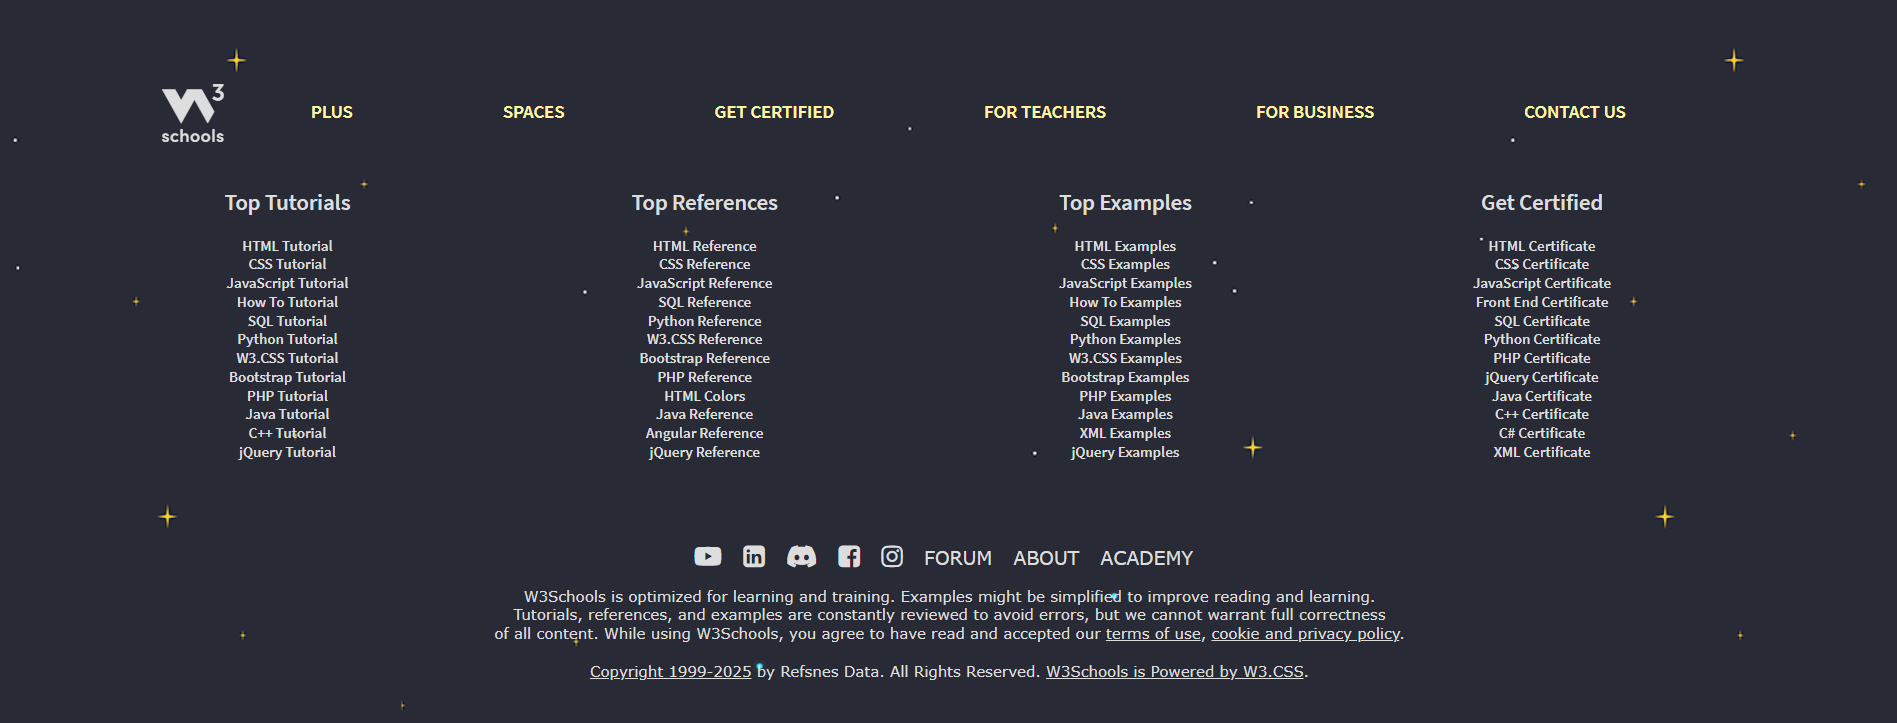 W3 schools
PLUS SPACES GET CERTIFIED FOR TEACHERS FOR BUSINESS CONTACT US
Top Tutorials
HTML Tutorial
CSS Tutorial
JavaScript Tutorial
How To Tutorial
SQL Tutorial
Python Tutorial
W3.CSS Tutorial
Bootstrap Tutorial
PHP Tutorial
Java Tutorial
C++ Tutorial
jQuery Tutorial
Top References
HTML Reference
CSS Reference
JavaScript Reference
SQL Reference
Python Reference
W3.CSS Reference
Bootstrap Reference
PHP Reference
HTML Colors
Java Reference
Angular Reference
jQuery Reference
Top Examples
HTML Examples
CSS Examples
JavaScript Examples
How To Examples
SQL Examples
Python Examples
W3.CSS Examples
Bootstrap Examples
PHP Examples
Java Examples
XML Examples
jQuery Examples
Get Certified
HTML Certificate
CSS Certificate
JavaScript Certificate
Front End Certificate
SQL Certificate
Python Certificate
PHP Certificate
jQuery Certificate
Java Certificate
C++ Certificate
C# Certificate
XML Certificate
FORUM ABOUT ACADEMY
W3Schools is optimized for learning and training. Examples might be simplified to improve reading and learning.
Tutorials, references, and examples are constantly reviewed to avoid errors, but we cannot warrant full correctness
of all content. While using W3Schools, you agree to have read and accepted our terms of use, cookie and privacy policy.
Copyright 1999-2025 by Refsnes Data. All Rights Reserved. W3Schools is Powered by W3.CSS.